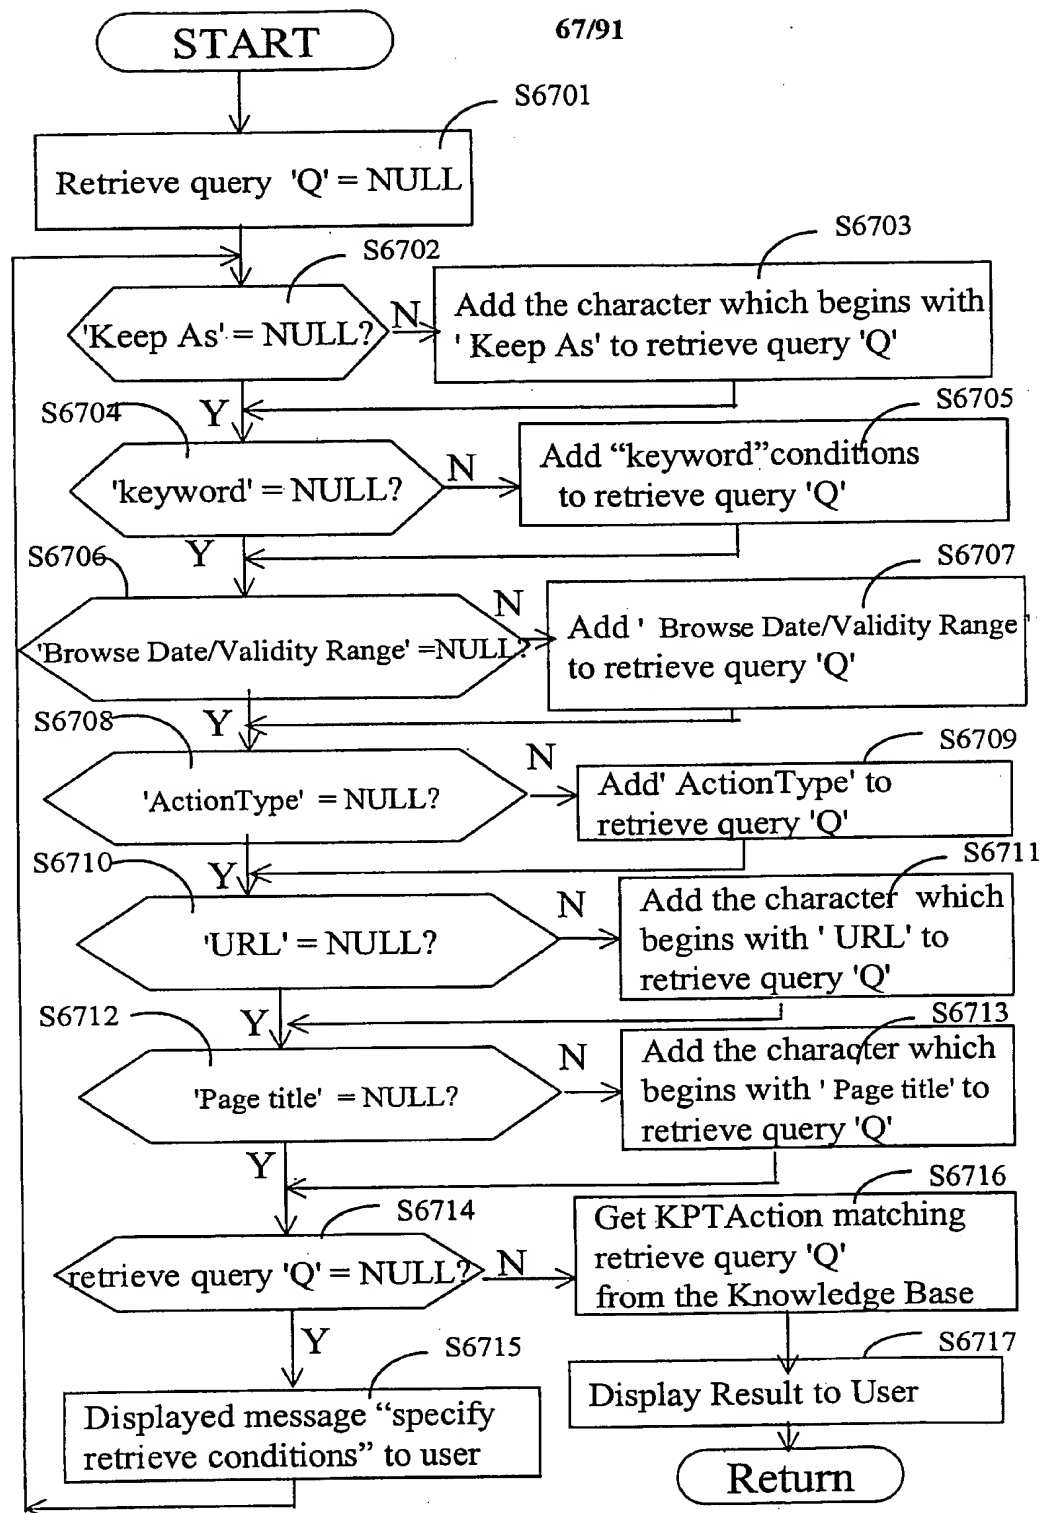 67/91
START
S6701
Retrieve query 'Q' = NULL
S6702
S6703
'Keep As' = NULL?
N
Add the character which begins with
' Keep As' to retrieve query 'Q'
Y
S6704
S6705
'keyword' = NULL?
N
Add “keyword”conditions
to retrieve query 'Q'
Y
S6706
S6707
'Browse Date/Validity Range' =NULL?
N
Add ' Browse Date/Validity Range '
to retrieve query 'Q'
Y
S6708
S6709
'ActionType' = NULL?
N
Add' ActionType' to
retrieve query 'Q'
Y
S6710
S6711
'URL' = NULL?
N
Add the character which
begins with ' URL' to
retrieve query 'Q'
Y
S6712
S6713
'Page title' = NULL?
N
Add the character which
begins with ' Page title' to
retrieve query 'Q'
Y
S6714
S6716
retrieve query 'Q' = NULL?
N
Get KPTAction matching
retrieve query 'Q'
from the Knowledge Base
Y
S6715
S6717
Displayed message “specify
retrieve conditions” to user
Display Result to User
Return